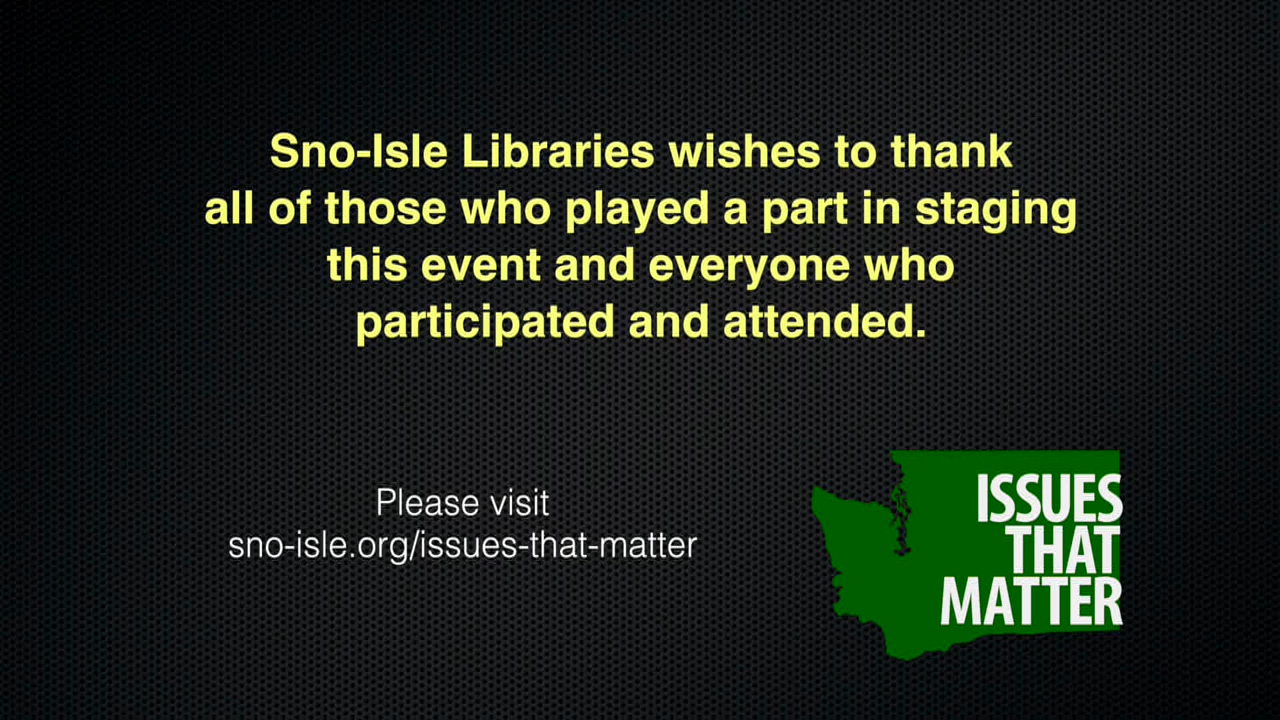 Sno-Isle Libraries wishes to thank
all of those who played a part in staging
this event and everyone who
participated and attended.
Please visit
sno-isle.org/issues-that-matter
ISSUES
THAT
MATTER